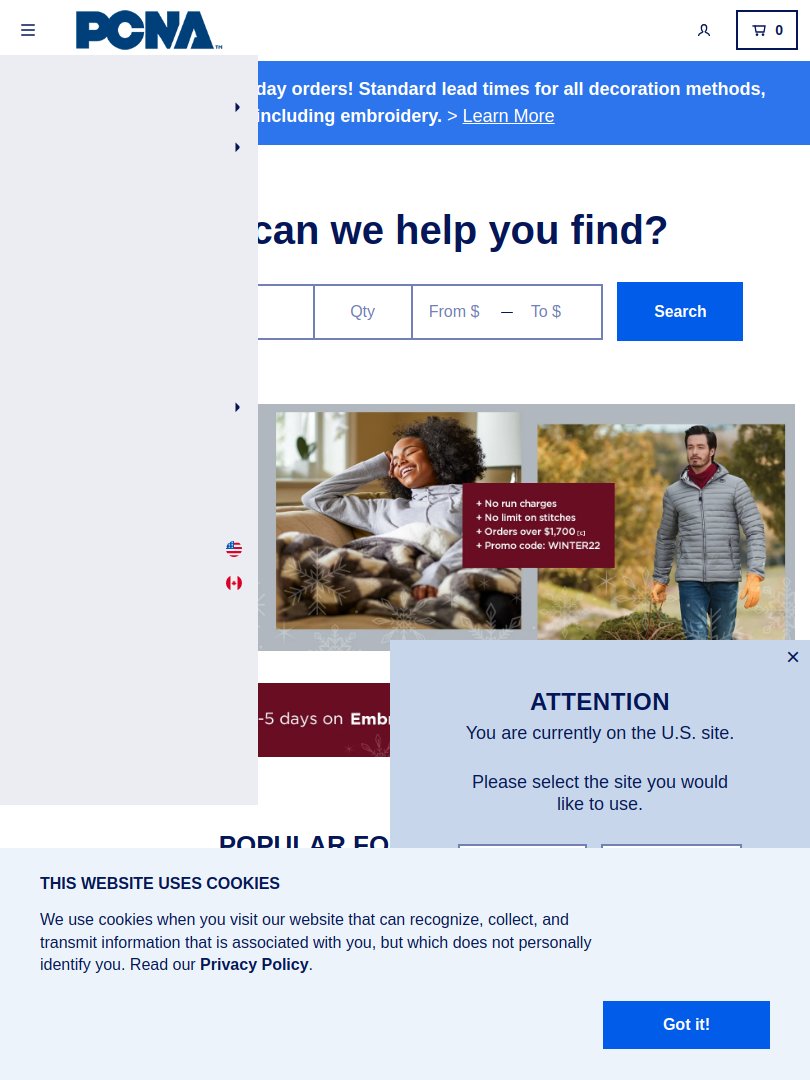 PCNA™
0
day orders! Standard lead times for all decoration methods,
including embroidery. > Learn More
can we help you find?
Qty
From $ — To $
Search
+ No run charges
+ No limit on stitches
+ Orders over $1,700 [c]
+ Promo code: WINTER22
-5 days on Embr
ATTENTION
You are currently on the U.S. site.
Please select the site you would
like to use.
POPULAR FO
THIS WEBSITE USES COOKIES
We use cookies when you visit our website that can recognize, collect, and
transmit information that is associated with you, but which does not personally
identify you. Read our Privacy Policy.
Got it!